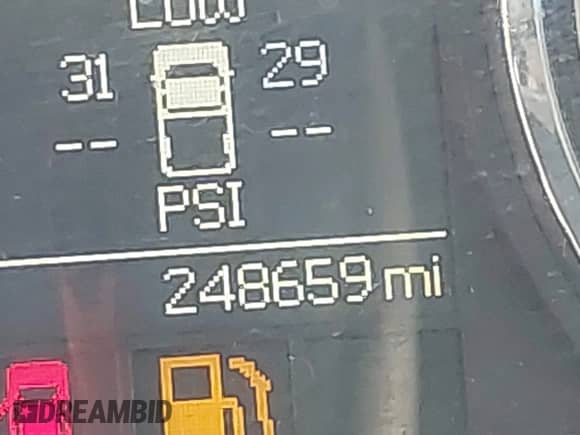 LOW
31 29
-- --
PSI
248659 mi
DREAMBID